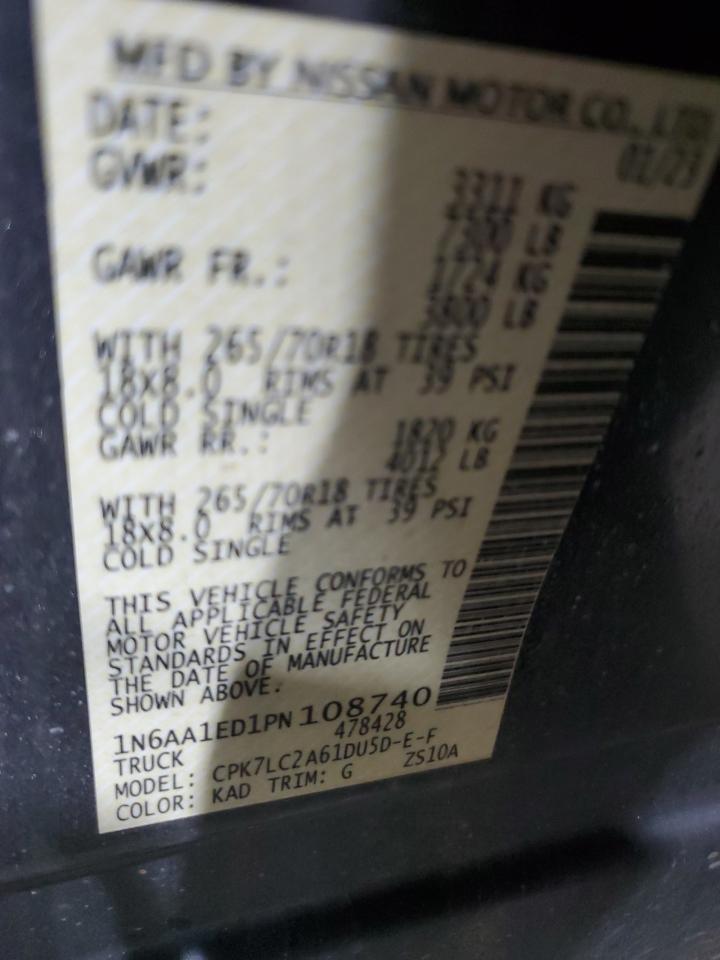 MFD BY NISSAN MOTOR CO., LTD
DATE: 01/23
GVWR: 3311 KG
7300 LB
GAWR FR.: 1724 KG
3800 LB
WITH 265/70R18 TIRES
18X8.0 RIMS AT 39 PSI
COLD SINGLE
GAWR RR.: 1820 KG
4012 LB
WITH 265/70R18 TIRES
18X8.0 RIMS AT 39 PSI
COLD SINGLE
THIS VEHICLE CONFORMS TO
ALL APPLICABLE FEDERAL
MOTOR VEHICLE SAFETY
STANDARDS IN EFFECT ON
THE DATE OF MANUFACTURE
SHOWN ABOVE.
1N6AA1ED1PN108740
TRUCK 478428
MODEL: CPK7LC2A61DU5D-E-F
COLOR: KAD TRIM: G ZS10A